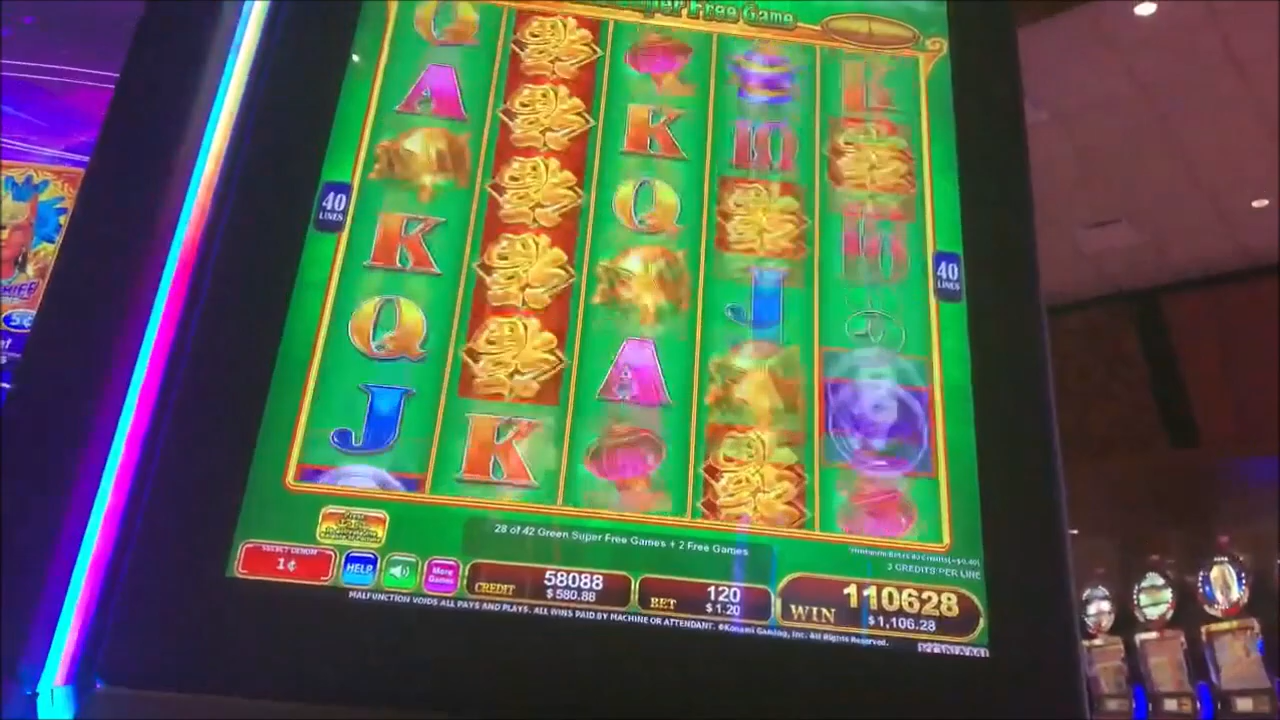 Super Free Game
Q
A K 10 K
40 LINES
K Q 10
40 LINES
Q A J
J K
28 of 42 Green Super Free Games + 2 Free Games
3 CREDITS PER LINE
SELECT DENOM
1¢
HELP
More Games
CREDIT 58088
$580.88
BET 120
$1.20
WIN 110628
$1,106.28
MALFUNCTION VOIDS ALL PAYS AND PLAYS. ALL WINS PAID BY MACHINE OR ATTENDANT. ©Konami Gaming, Inc. All Rights Reserved.
KONAMI
5¢